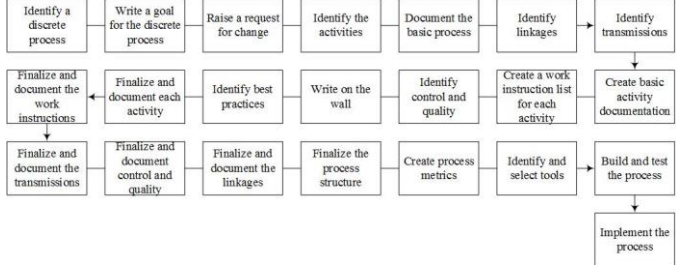 Identify a
discrete
process
Write a goal
for the discrete
process
Raise a request
for change
Identify the
activities
Document the
basic process
Identify
linkages
Identify
transmissions
Create basic
activity
documentation
Create a work
instruction list
for each
activity
Identify
control and
quality
Write on the
wall
Identify best
practices
Finalize and
document each
activity
Finalize and
document the
work
instructions
Finalize and
document the
transmissions
Finalize and
document
control and
quality
Finalize and
document the
linkages
Finalize the
process
structure
Create process
metrics
Identify and
select tools
Build and test
the process
Implement the
process